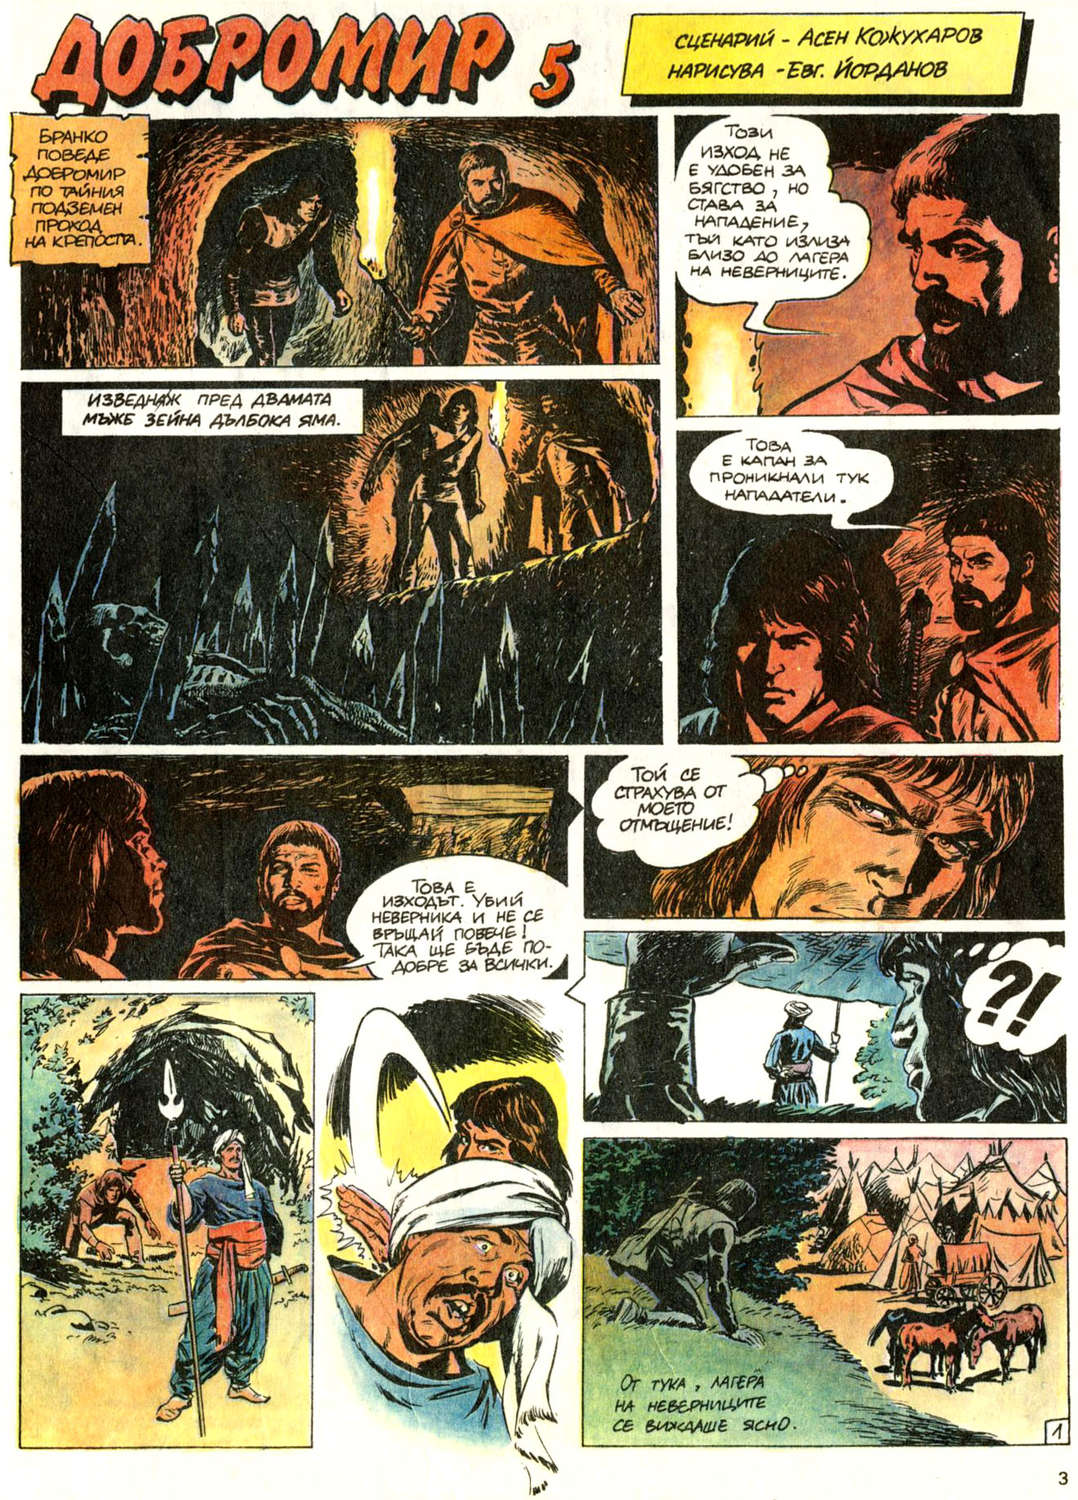 ДОБРОМИР 5
СЦЕНАРИЙ - АСЕН КОЖУХАРОВ
НАРИСУВА - ЕВГ. ЙОРДАНОВ
БРАНКО
ПОВЕДЕ
ДОБРОМИР
ПО ТАЙНИЯ
ПОДЗЕМЕН
ПРОХОД
НА КРЕПОСТТА.
ТОЗИ
ИЗХОД НЕ
Е УДОБЕН ЗА
БЯГСТВО, НО
СТАВА ЗА
НАПАДЕНИЕ,
ТЪЙ КАТО ИЗЛИЗА
БЛИЗО ДО ЛАГЕРА
НА НЕВЕРНИЦИТЕ.
ИЗВЕДНАЖ ПРЕД ДВАМАТА
МЪЖЕ ЗЕЙНА ДЪЛБОКА ЯМА.
ТОВА
Е КАПАН ЗА
ПРОНИКНАЛИ ТУК
НАПАДАТЕЛИ.
ТОВА Е
ИЗХОДЪТ. УБИЙ
НЕВЕРНИКА И НЕ СЕ
ВРЪЩАЙ ПОВЕЧЕ!
ТАКА ЩЕ БЪДЕ ПО-
ДОБРЕ ЗА ВСИЧКИ.
ТОЙ СЕ
СТРАХУВА ОТ
МОЕТО
ОТМЪЩЕНИЕ!
?!
ОТ ТУКА, ЛАГЕРА
НА НЕВЕРНИЦИТЕ
СЕ ВИЖДАШЕ ЯСНО.
1
3